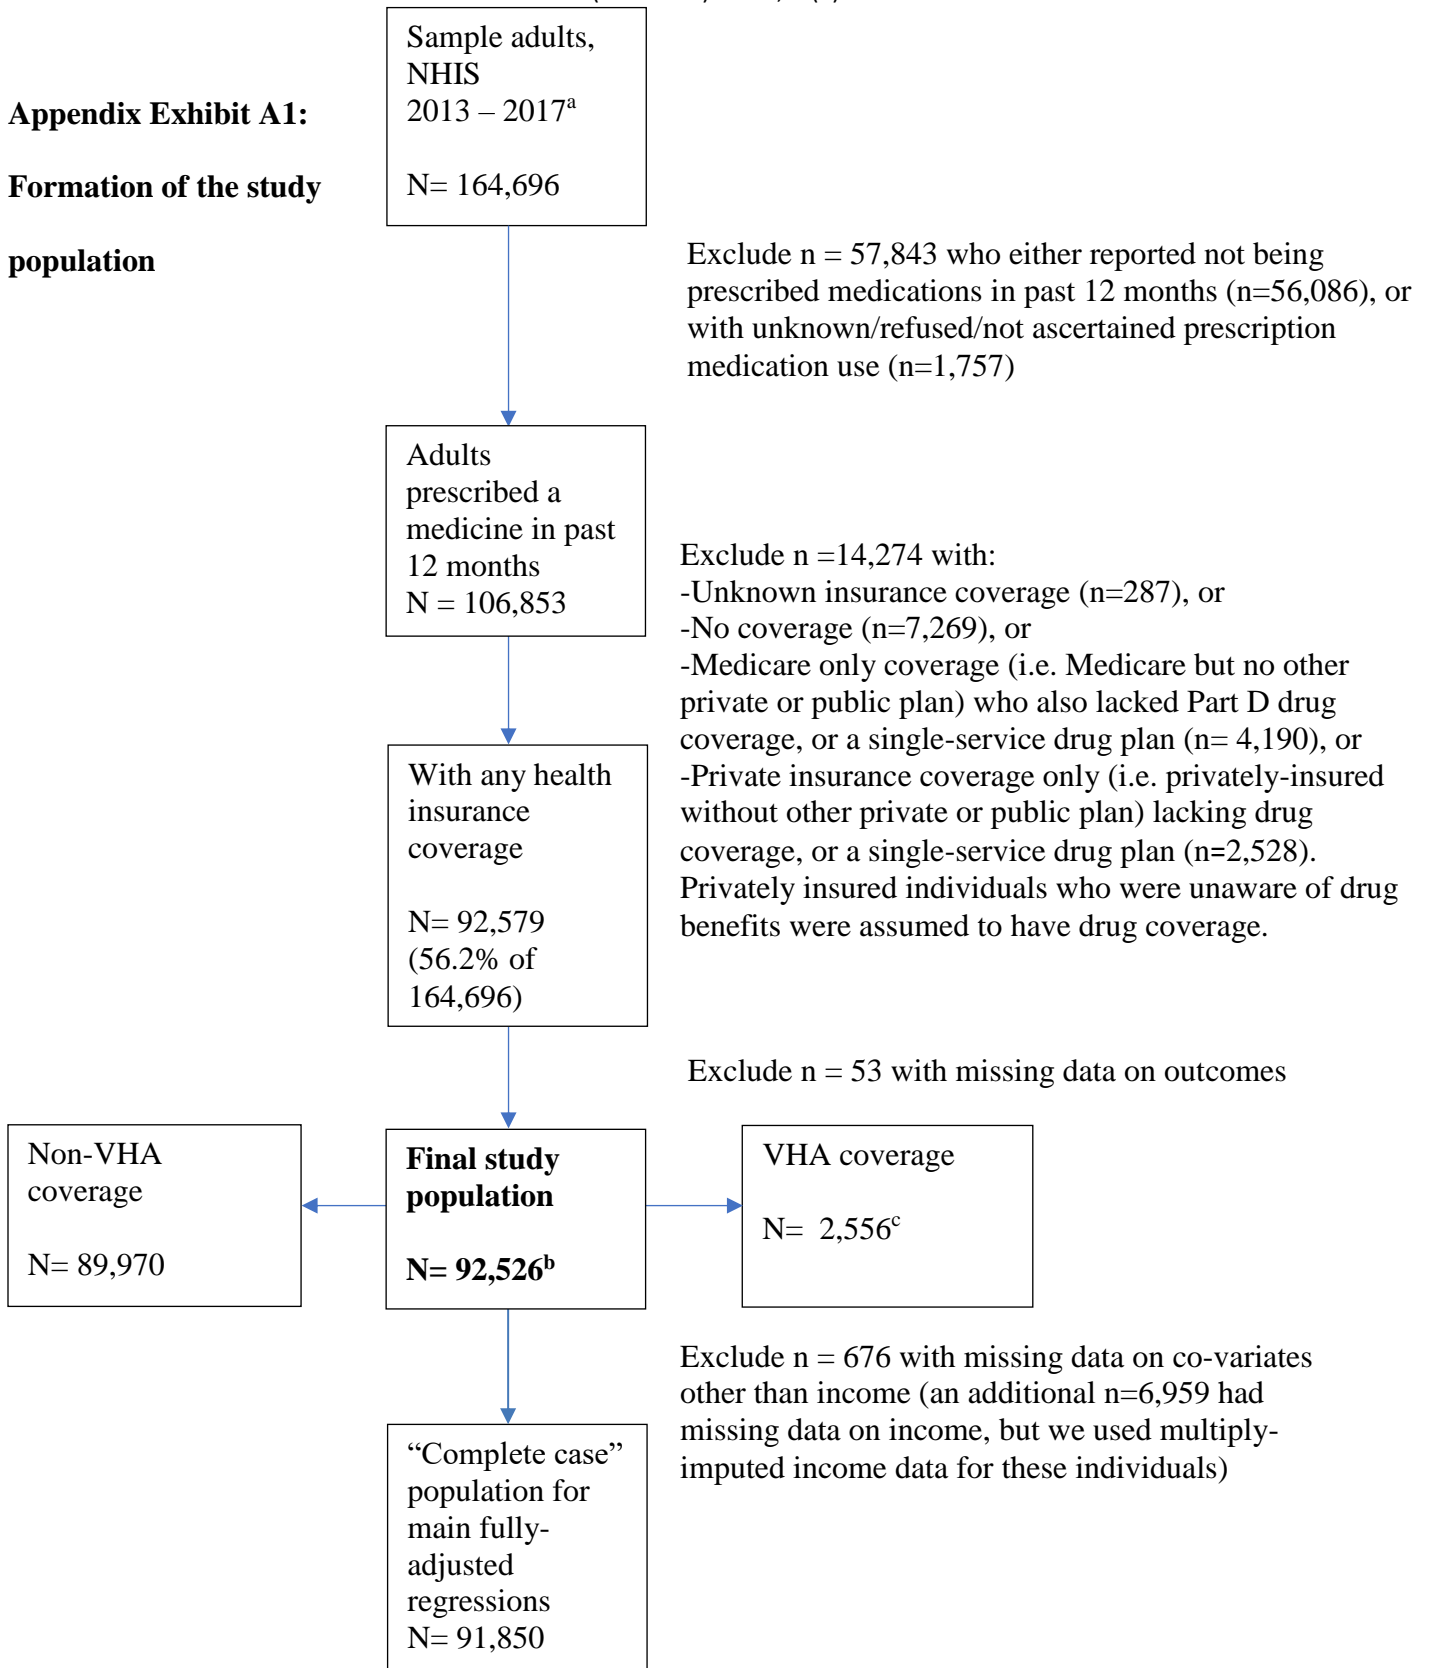 Sample adults,
NHIS
2013 – 2017ᵃ
N= 164,696
Appendix Exhibit A1:
Formation of the study
population
Exclude n = 57,843 who either reported not being
prescribed medications in past 12 months (n=56,086), or
with unknown/refused/not ascertained prescription
medication use (n=1,757)
Adults
prescribed a
medicine in past
12 months
N = 106,853
Exclude n =14,274 with:
-Unknown insurance coverage (n=287), or
-No coverage (n=7,269), or
-Medicare only coverage (i.e. Medicare but no other
private or public plan) who also lacked Part D drug
coverage, or a single-service drug plan (n= 4,190), or
-Private insurance coverage only (i.e. privately-insured
without other private or public plan) lacking drug
coverage, or a single-service drug plan (n=2,528).
Privately insured individuals who were unaware of drug
benefits were assumed to have drug coverage.
With any health
insurance
coverage
N= 92,579
(56.2% of
164,696)
Exclude n = 53 with missing data on outcomes
Non-VHA
coverage
N= 89,970
Final study
population
N= 92,526ᵇ
VHA coverage
N= 2,556ᶜ
Exclude n = 676 with missing data on co-variates
other than income (an additional n=6,959 had
missing data on income, but we used multiply-
imputed income data for these individuals)
“Complete case”
population for
main fully-
adjusted
regressions
N= 91,850